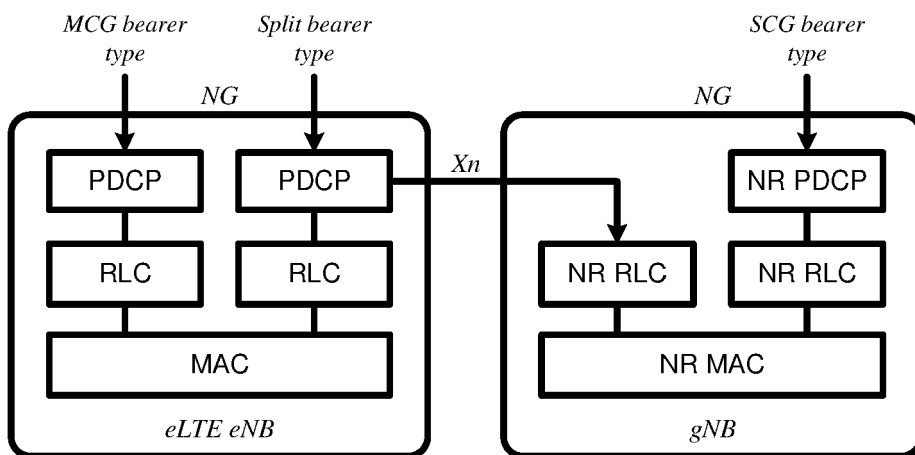 MCG bearer
type
Split bearer
type
SCG bearer
type
NG
NG
PDCP
PDCP
Xn
NR PDCP
RLC
RLC
NR RLC
NR RLC
MAC
NR MAC
eLTE eNB
gNB